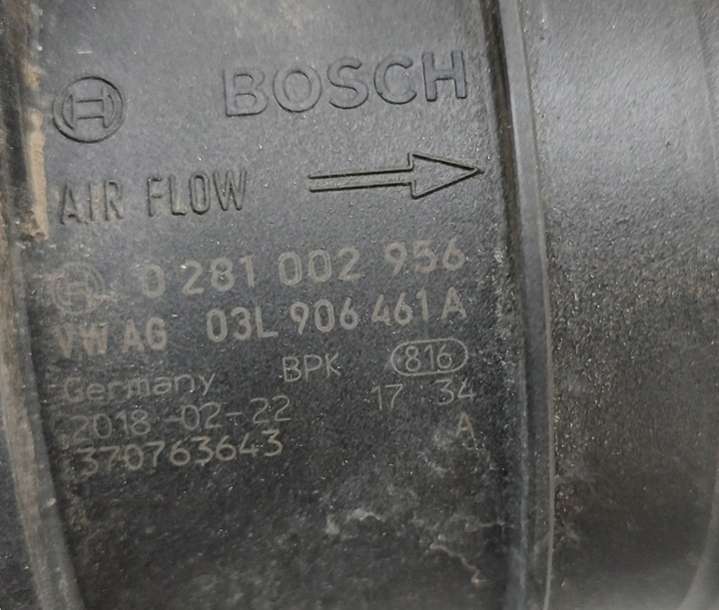 BOSCH
AIR FLOW
0 281 002 956
VW AG 03L 906 461 A
Germany BPK 816
2018-02-22 17 34
370763643 A